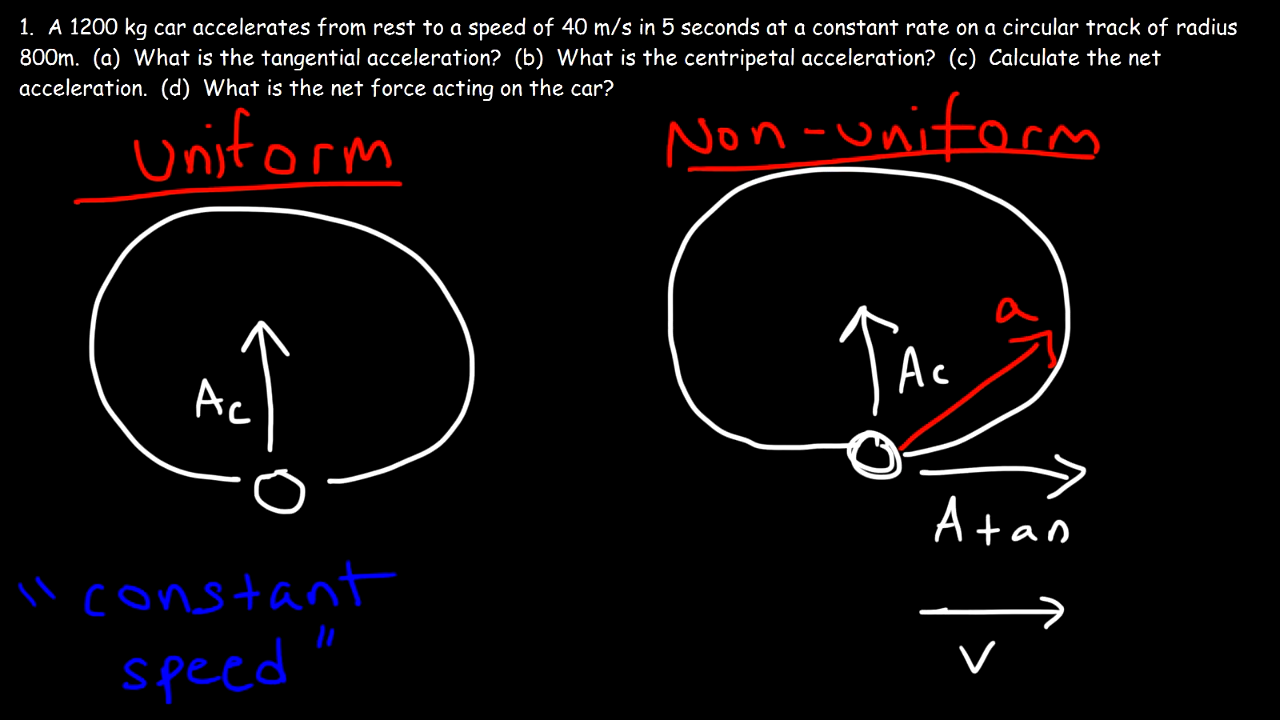 1. A 1200 kg car accelerates from rest to a speed of 40 m/s in 5 seconds at a constant rate on a circular track of radius
800m. (a) What is the tangential acceleration? (b) What is the centripetal acceleration? (c) Calculate the net
acceleration. (d) What is the net force acting on the car?
Uniform
Non-uniform
a
Ac
Ac
A tan
"constant
speed"
v